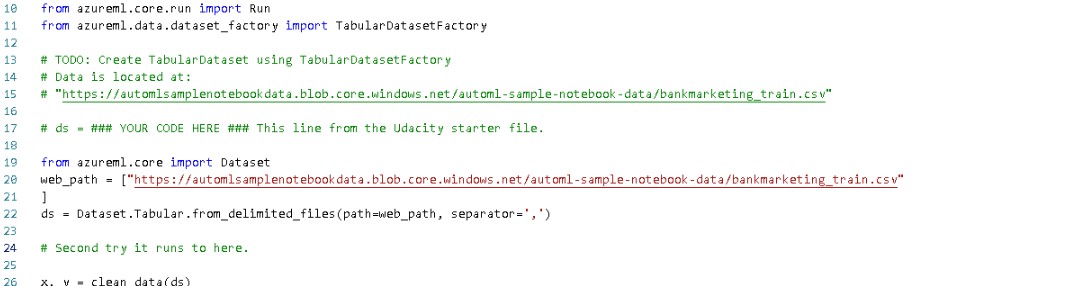 10 from azureml.core.run import Run
11 from azureml.data.dataset_factory import TabularDatasetFactory
12
13 # TODO: Create TabularDataset using TabularDatasetFactory
14 # Data is located at:
15 # "https://automlsamplenotebookdata.blob.core.windows.net/automl-sample-notebook-data/bankmarketing_train.csv"
16
17 # ds = ### YOUR CODE HERE ### This line from the Udacity starter file.
18
19 from azureml.core import Dataset
20 web_path = ["https://automlsamplenotebookdata.blob.core.windows.net/automl-sample-notebook-data/bankmarketing_train.csv"
21 ]
22 ds = Dataset.Tabular.from_delimited_files(path=web_path, separator=',')
23
24 # Second try it runs to here.
25
26 x, y = clean_data(ds)